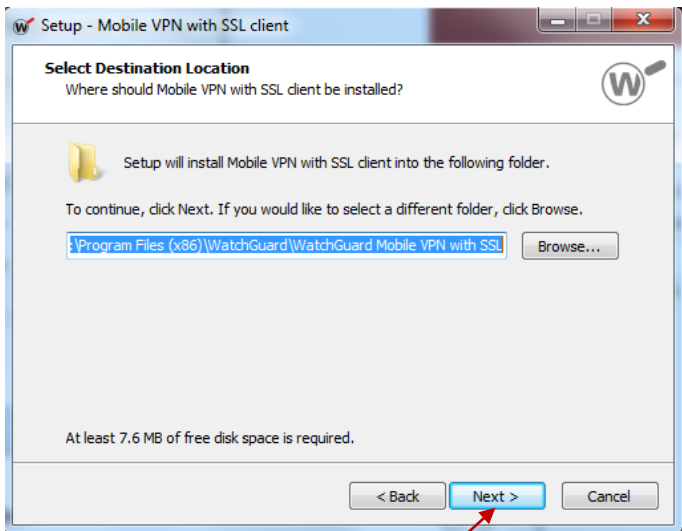 Setup - Mobile VPN with SSL client
Select Destination Location
Where should Mobile VPN with SSL client be installed?
W
Setup will install Mobile VPN with SSL client into the following folder.
To continue, click Next. If you would like to select a different folder, click Browse.
:\Program Files (x86)\WatchGuard\WatchGuard Mobile VPN with SSL
Browse...
At least 7.6 MB of free disk space is required.
< Back Next > Cancel